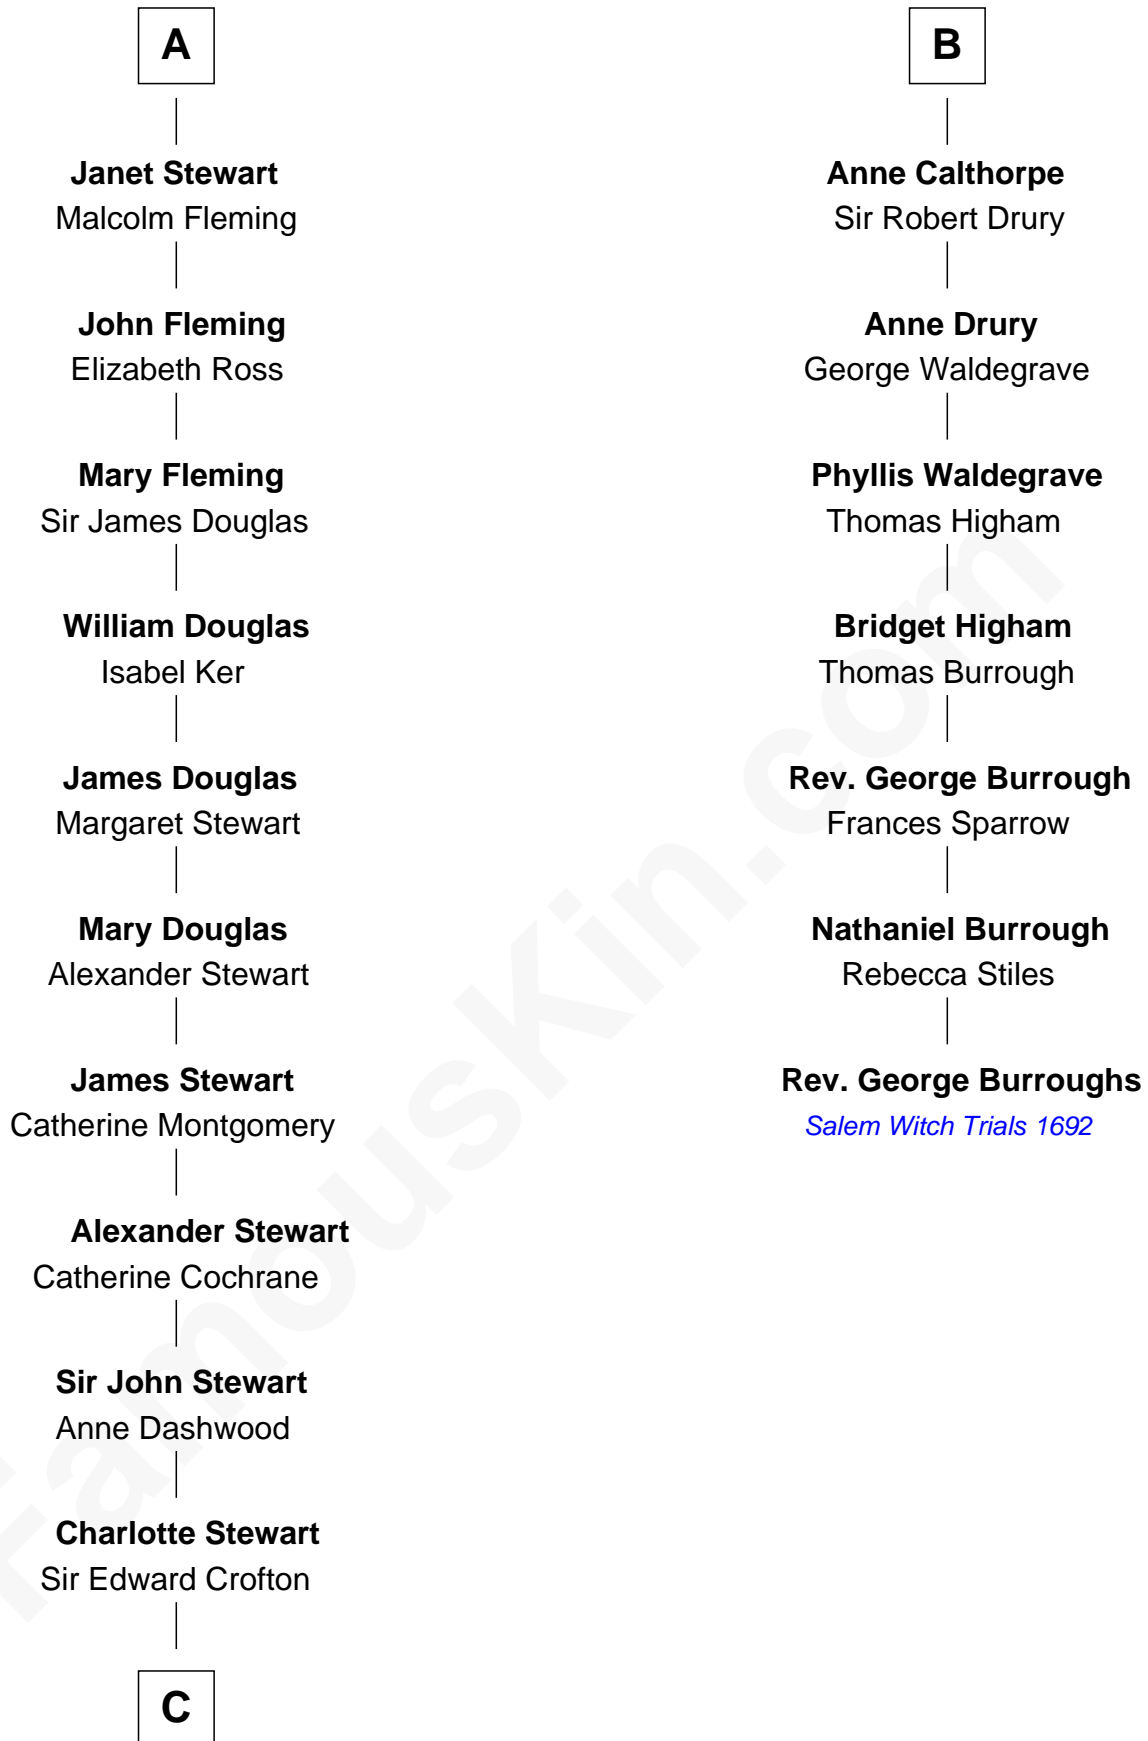 A
Janet Stewart
Malcolm Fleming
John Fleming
Elizabeth Ross
Mary Fleming
Sir James Douglas
William Douglas
Isabel Ker
James Douglas
Margaret Stewart
Mary Douglas
Alexander Stewart
James Stewart
Catherine Montgomery
Alexander Stewart
Catherine Cochrane
Sir John Stewart
Anne Dashwood
Charlotte Stewart
Sir Edward Crofton
C
B
Anne Calthorpe
Sir Robert Drury
Anne Drury
George Waldegrave
Phyllis Waldegrave
Thomas Higham
Bridget Higham
Thomas Burrough
Rev. George Burrough
Frances Sparrow
Nathaniel Burrough
Rebecca Stiles
Rev. George Burroughs
Salem Witch Trials 1692
FamousKin.com